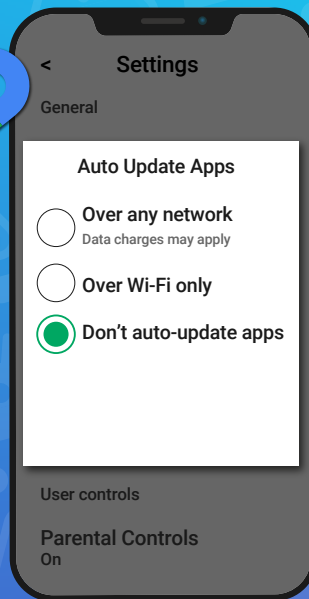 < Settings
General
Auto Update Apps
Over any network
Data charges may apply
Over Wi-Fi only
Don’t auto-update apps
User controls
Parental Controls
On